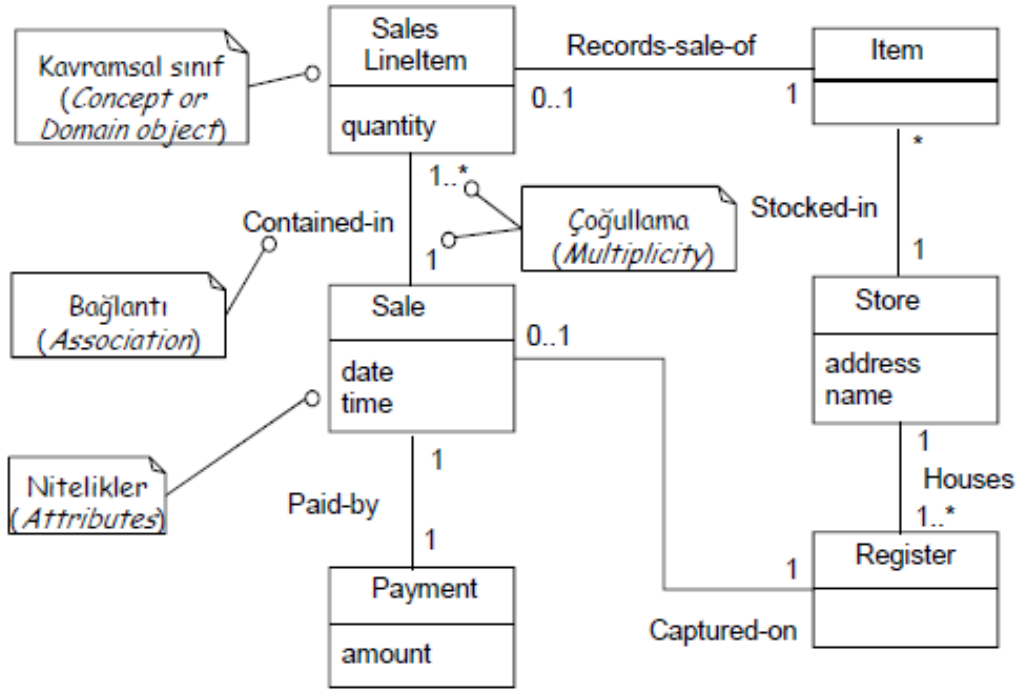 Kavramsal sınıf
(Concept or
Domain object)
Sales
LineItem
quantity
Records-sale-of
0..1
1
Item
*
Stocked-in
1
1..*
Contained-in
1
Çoğullama
(Multiplicity)
Bağlantı
(Association)
Sale
date
time
0..1
Store
address
name
Nitelikler
(Attributes)
1
Paid-by
1
1
Houses
1..*
Payment
amount
1
Captured-on
Register